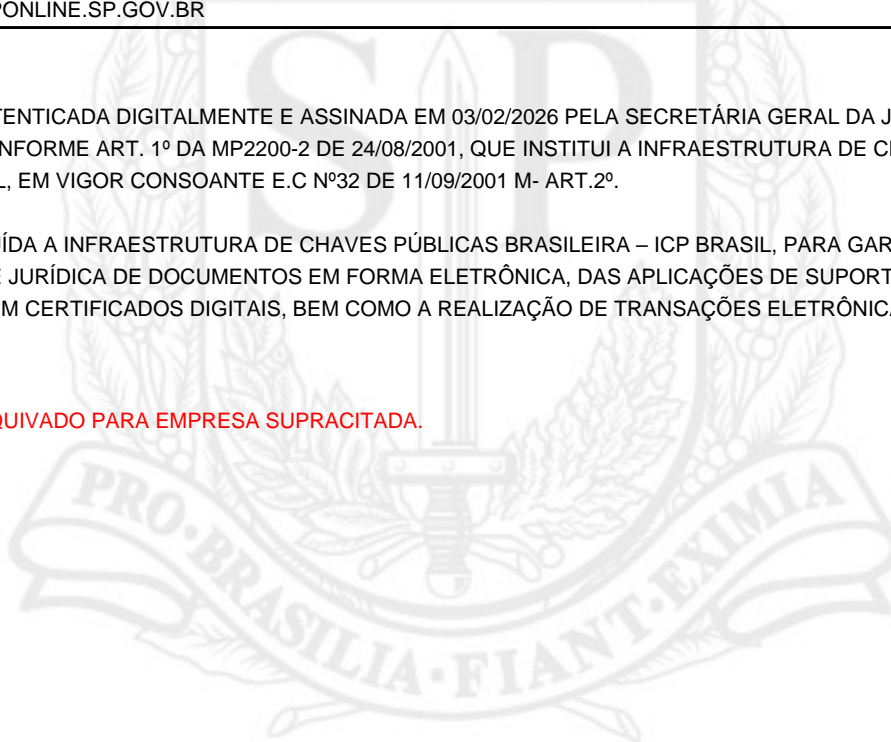 PONLINE.SP.GOV.BR
TENTICADA DIGITALMENTE E ASSINADA EM 03/02/2026 PELA SECRETÁRIA GERAL DA J
NFORME ART. 1º DA MP2200-2 DE 24/08/2001, QUE INSTITUI A INFRAESTRUTURA DE C
L, EM VIGOR CONSOANTE E.C Nº32 DE 11/09/2001 M- ART.2º.
ÍDA A INFRAESTRUTURA DE CHAVES PÚBLICAS BRASILEIRA – ICP BRASIL, PARA GAR
E JURÍDICA DE DOCUMENTOS EM FORMA ELETRÔNICA, DAS APLICAÇÕES DE SUPORT
M CERTIFICADOS DIGITAIS, BEM COMO A REALIZAÇÃO DE TRANSAÇÕES ELETRÔNICA
QUIVADO PARA EMPRESA SUPRACITADA.
SP
PRO·BRASILIA·FIANT·EXIMIA